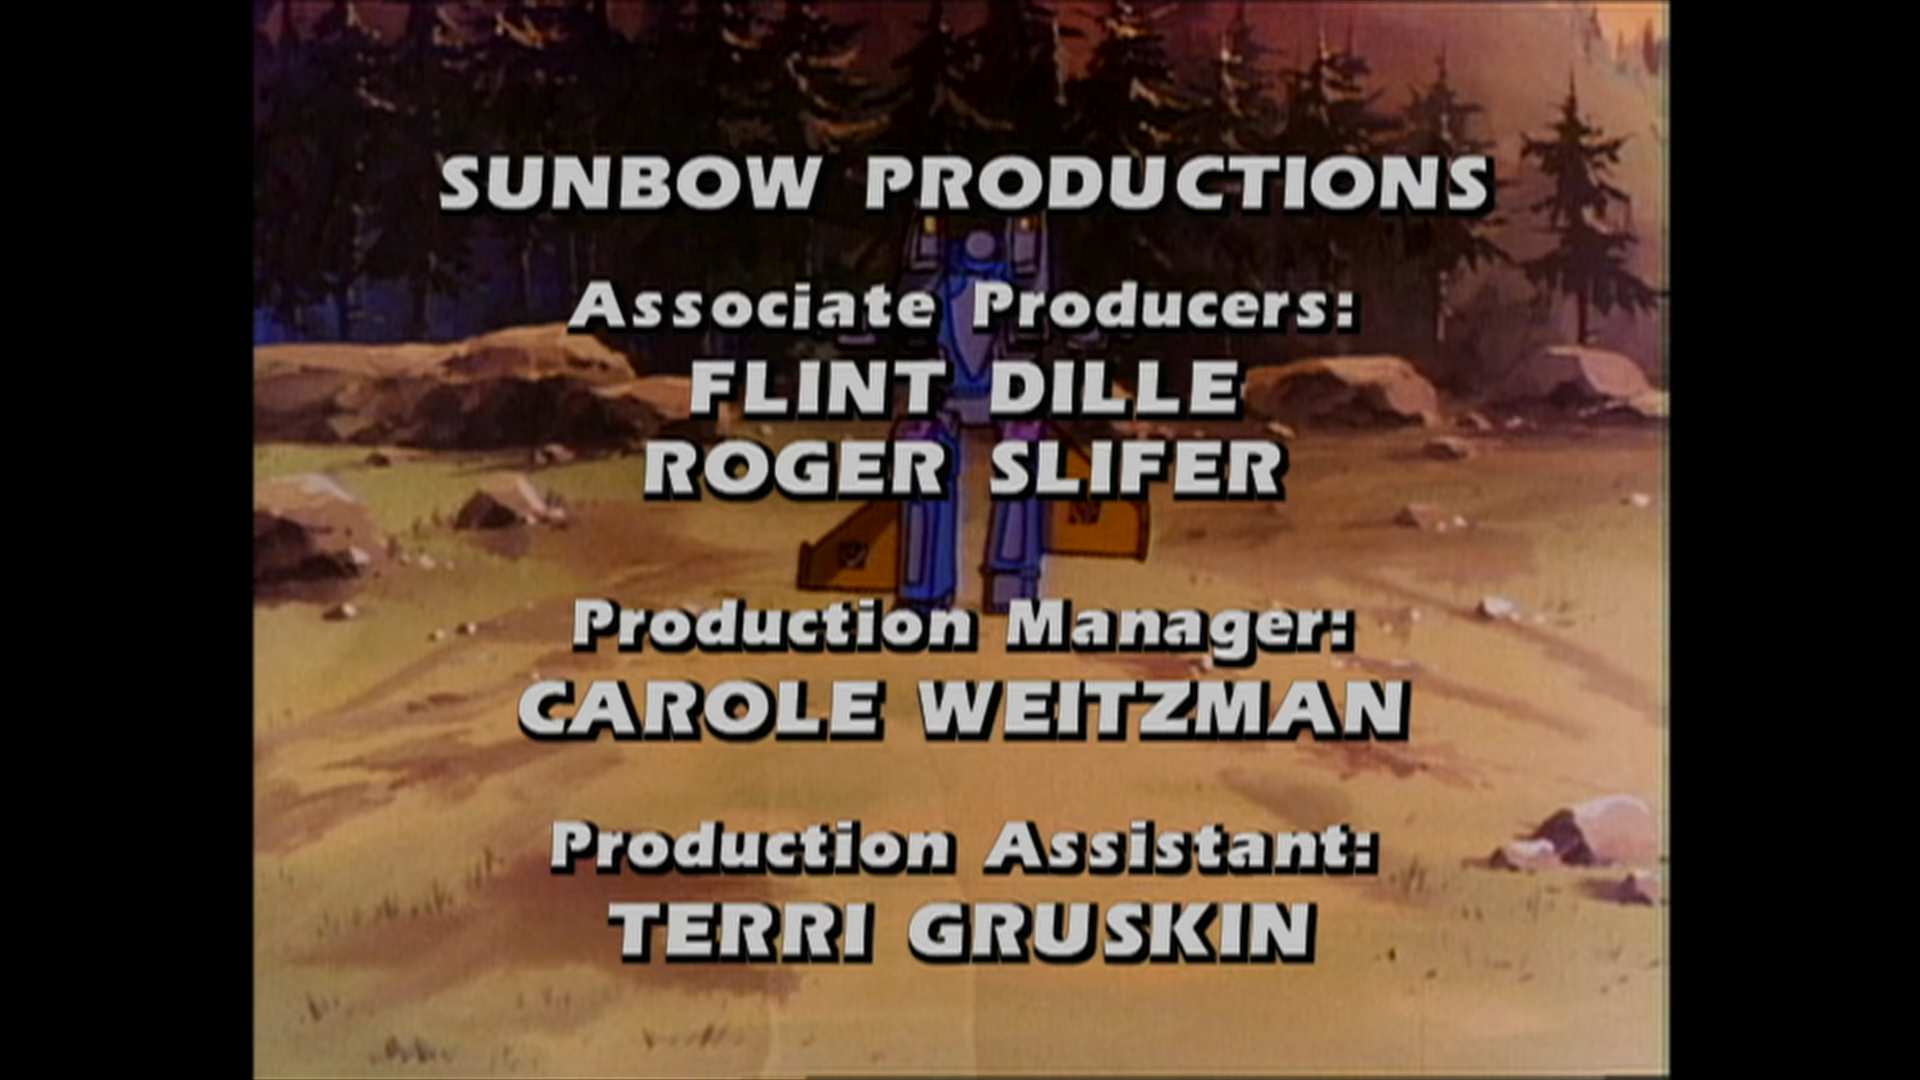 SUNBOW PRODUCTIONS
Associate Producers:
FLINT DILLE
ROGER SLIFER
Production Manager:
CAROLE WEITZMAN
Production Assistant:
TERRI GRUSKIN